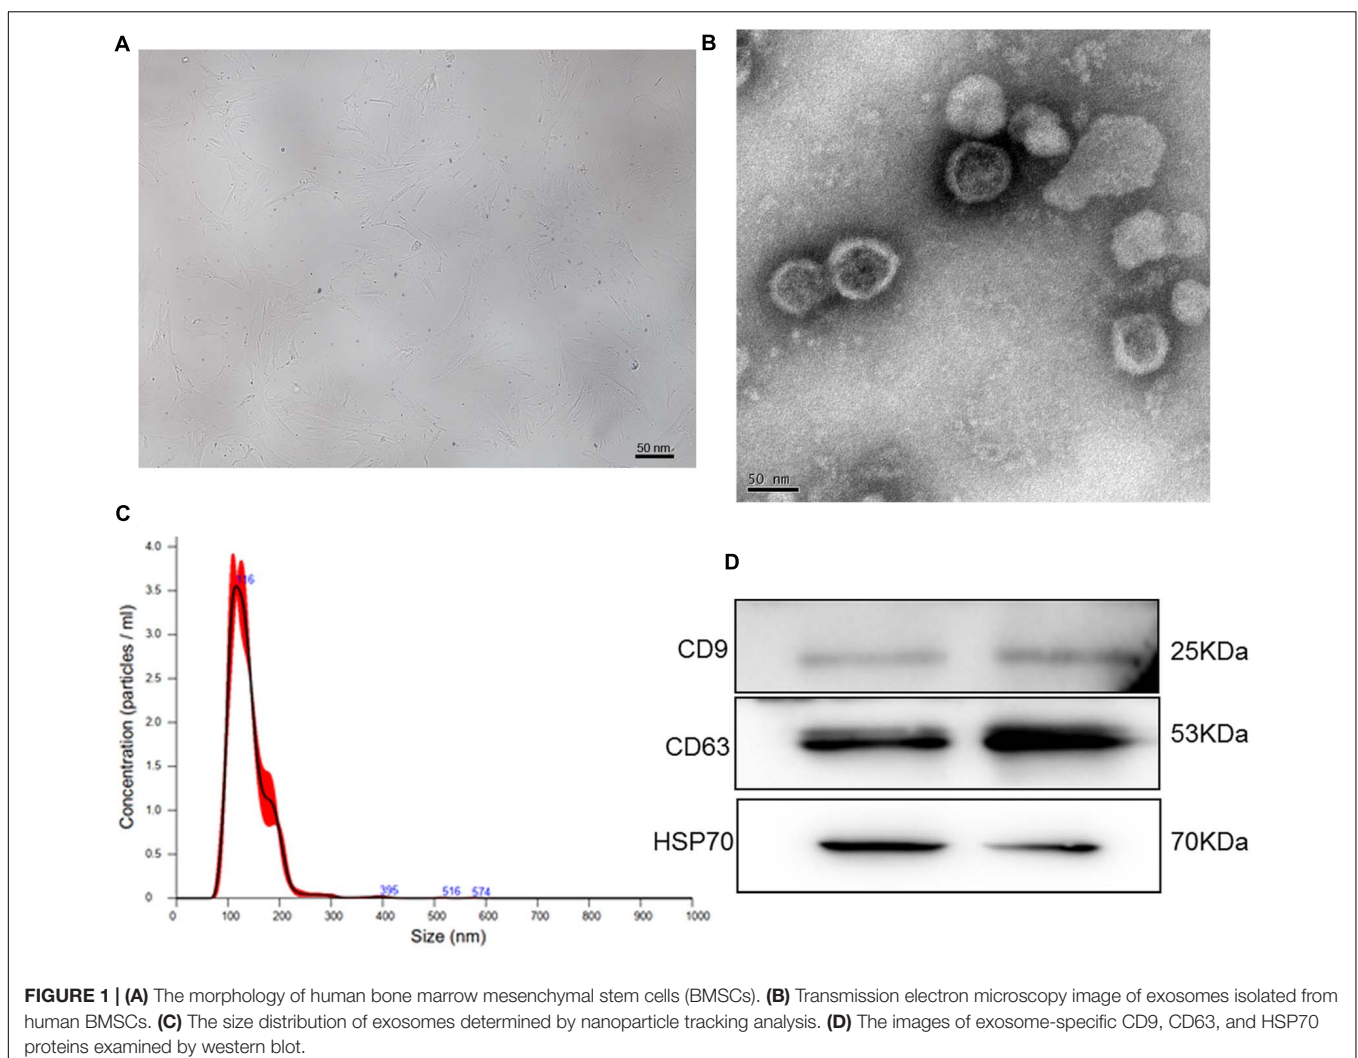 A
B
50 nm
50 nm
C
4.0
3.5
3.0
2.5
2.0
1.5
1.0
0.5
0
116
395
516
574
0
100
200
300
400
500
600
700
800
900
1000
Concentration (particles / ml)
Size (nm)
D
CD9
25KDa
CD63
53KDa
HSP70
70KDa
FIGURE 1 | (A) The morphology of human bone marrow mesenchymal stem cells (BMSCs). (B) Transmission electron microscopy image of exosomes isolated from
human BMSCs. (C) The size distribution of exosomes determined by nanoparticle tracking analysis. (D) The images of exosome-specific CD9, CD63, and HSP70
proteins examined by western blot.